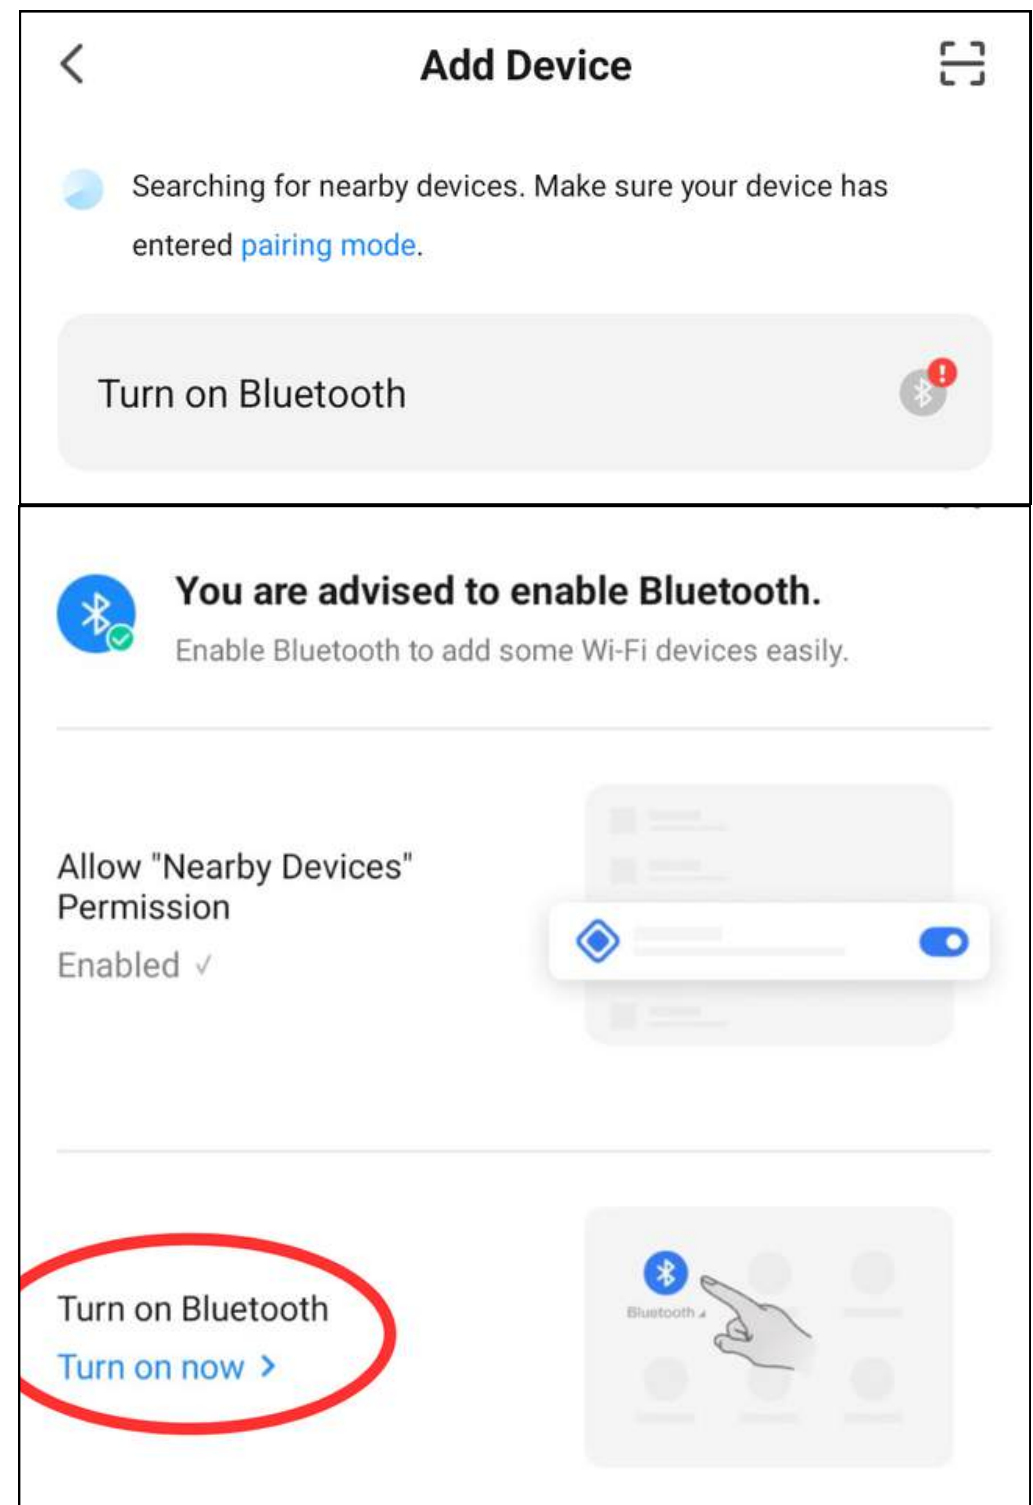 Add Device
Searching for nearby devices. Make sure your device has
entered pairing mode.
Turn on Bluetooth
You are advised to enable Bluetooth.
Enable Bluetooth to add some Wi-Fi devices easily.
Allow "Nearby Devices"
Permission
Enabled ✓
Turn on Bluetooth
Turn on now >
Bluetooth